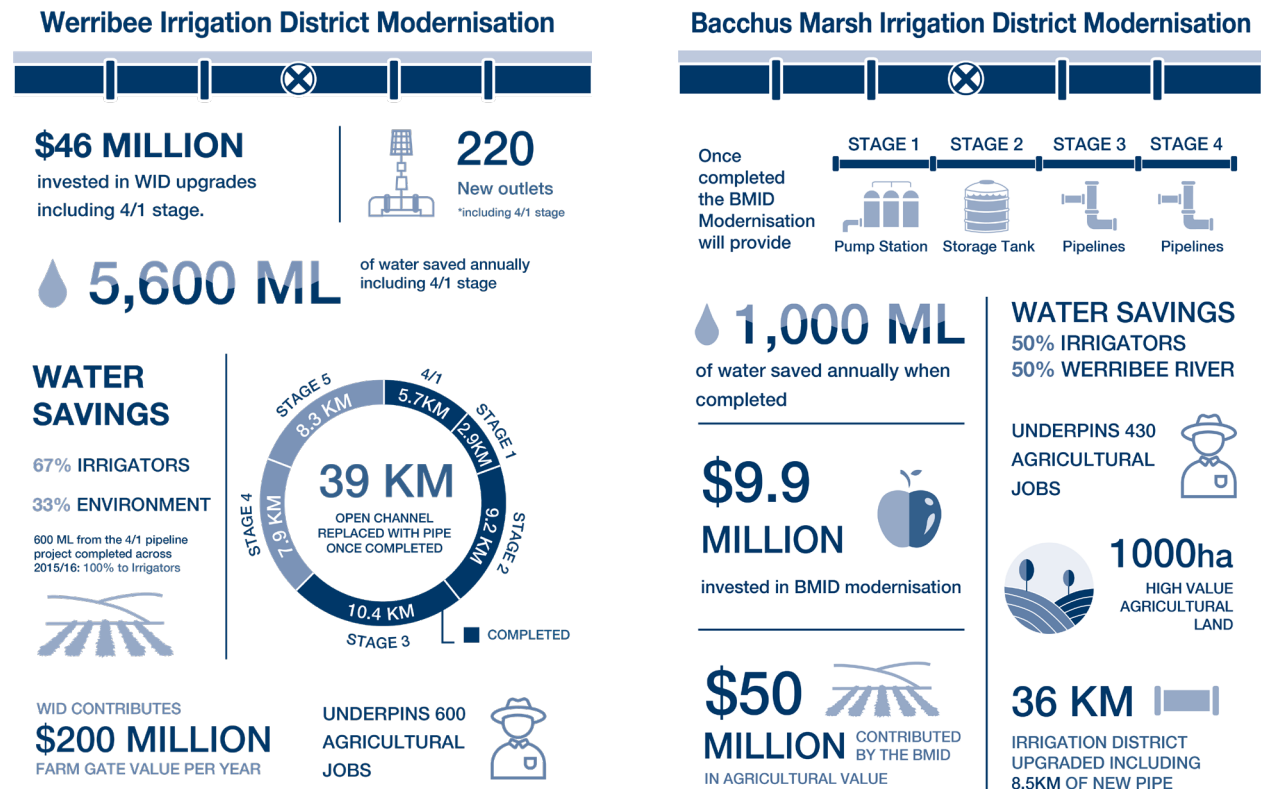 Werribee Irrigation District Modernisation
$46 MILLION
invested in WID upgrades
including 4/1 stage.
220
New outlets
*including 4/1 stage
5,600 ML
of water saved annually
including 4/1 stage
WATER
SAVINGS
67% IRRIGATORS
33% ENVIRONMENT
600 ML from the 4/1 pipeline
project completed across
2015/16: 100% to Irrigators
4/1
5.7KM
STAGE 1
2.9KM
STAGE 2
9.2 KM
STAGE 3
10.4 KM
STAGE 4
7.9 KM
STAGE 5
8.3 KM
39 KM
OPEN CHANNEL
REPLACED WITH PIPE
ONCE COMPLETED
COMPLETED
WID CONTRIBUTES
$200 MILLION
FARM GATE VALUE PER YEAR
UNDERPINS 600
AGRICULTURAL
JOBS
Bacchus Marsh Irrigation District Modernisation
Once
completed
the BMID
Modernisation
will provide
STAGE 1
STAGE 2
STAGE 3
STAGE 4
Pump Station
Storage Tank
Pipelines
Pipelines
1,000 ML
of water saved annually when
completed
$9.9
MILLION
invested in BMID modernisation
$50
MILLION
CONTRIBUTED
BY THE BMID
IN AGRICULTURAL VALUE
WATER SAVINGS
50% IRRIGATORS
50% WERRIBEE RIVER
UNDERPINS 430
AGRICULTURAL
JOBS
1000ha
HIGH VALUE
AGRICULTURAL
LAND
36 KM
IRRIGATION DISTRICT
UPGRADED INCLUDING
8.5KM OF NEW PIPE